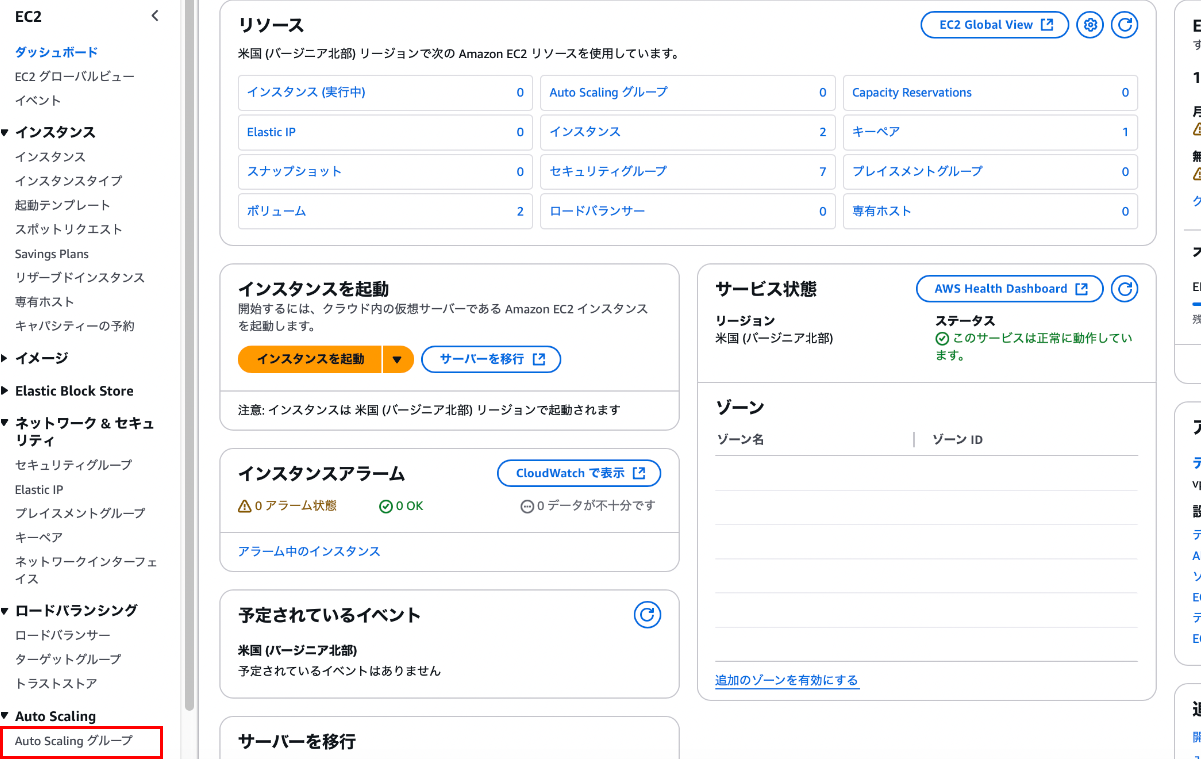 EC2
ダッシュボード
EC2 グローバルビュー
イベント
インスタンス
インスタンス
インスタンスタイプ
起動テンプレート
スポットリクエスト
Savings Plans
リザーブドインスタンス
専有ホスト
キャパシティーの予約
イメージ
Elastic Block Store
ネットワーク & セキュ
リティ
セキュリティグループ
Elastic IP
プレイスメントグループ
キーペア
ネットワークインターフェ
イス
ロードバランシング
ロードバランサー
ターゲットグループ
トラストストア
Auto Scaling
Auto Scaling グループ
リソース
EC2 Global View
米国 (バージニア北部) リージョンで次の Amazon EC2 リソースを使用しています。
インスタンス (実行中) 0
Auto Scaling グループ 0
Capacity Reservations 0
Elastic IP 0
インスタンス 2
キーペア 1
スナップショット 0
セキュリティグループ 7
プレイスメントグループ 0
ボリューム 2
ロードバランサー 0
専有ホスト 0
インスタンスを起動
開始するには、クラウド内の仮想サーバーである Amazon EC2 インスタンス
を起動します。
インスタンスを起動
サーバーを移行
注意: インスタンスは 米国 (バージニア北部) リージョンで起動されます
インスタンスアラーム
CloudWatch で表示
0 アラーム状態
0 OK
0 データが不十分です
アラーム中のインスタンス
予定されているイベント
米国 (バージニア北部)
予定されているイベントはありません
サーバーを移行
サービス状態
AWS Health Dashboard
リージョン
米国 (バージニア北部)
ステータス
このサービスは正常に動作してい
ます。
ゾーン
ゾーン名
ゾーン ID
追加のゾーンを有効にする